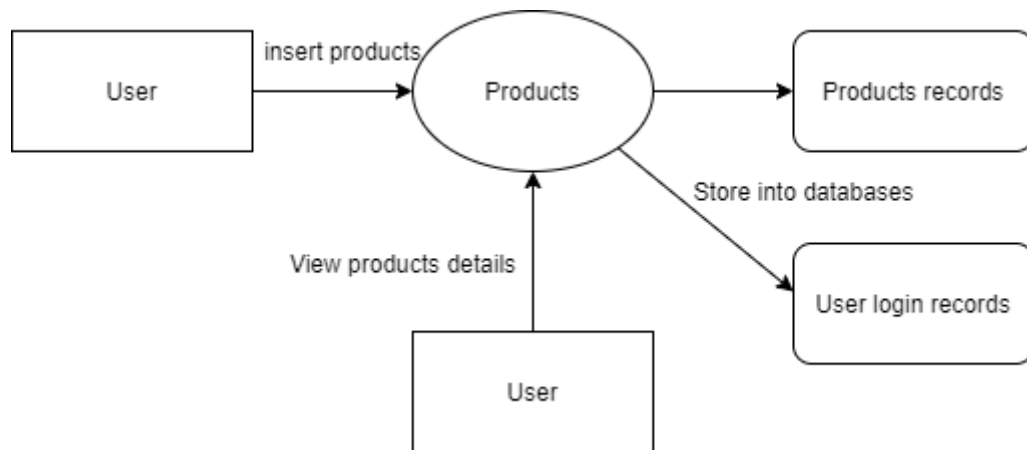 insert products
User
Products
Products records
Store into databases
View products details
User login records
User